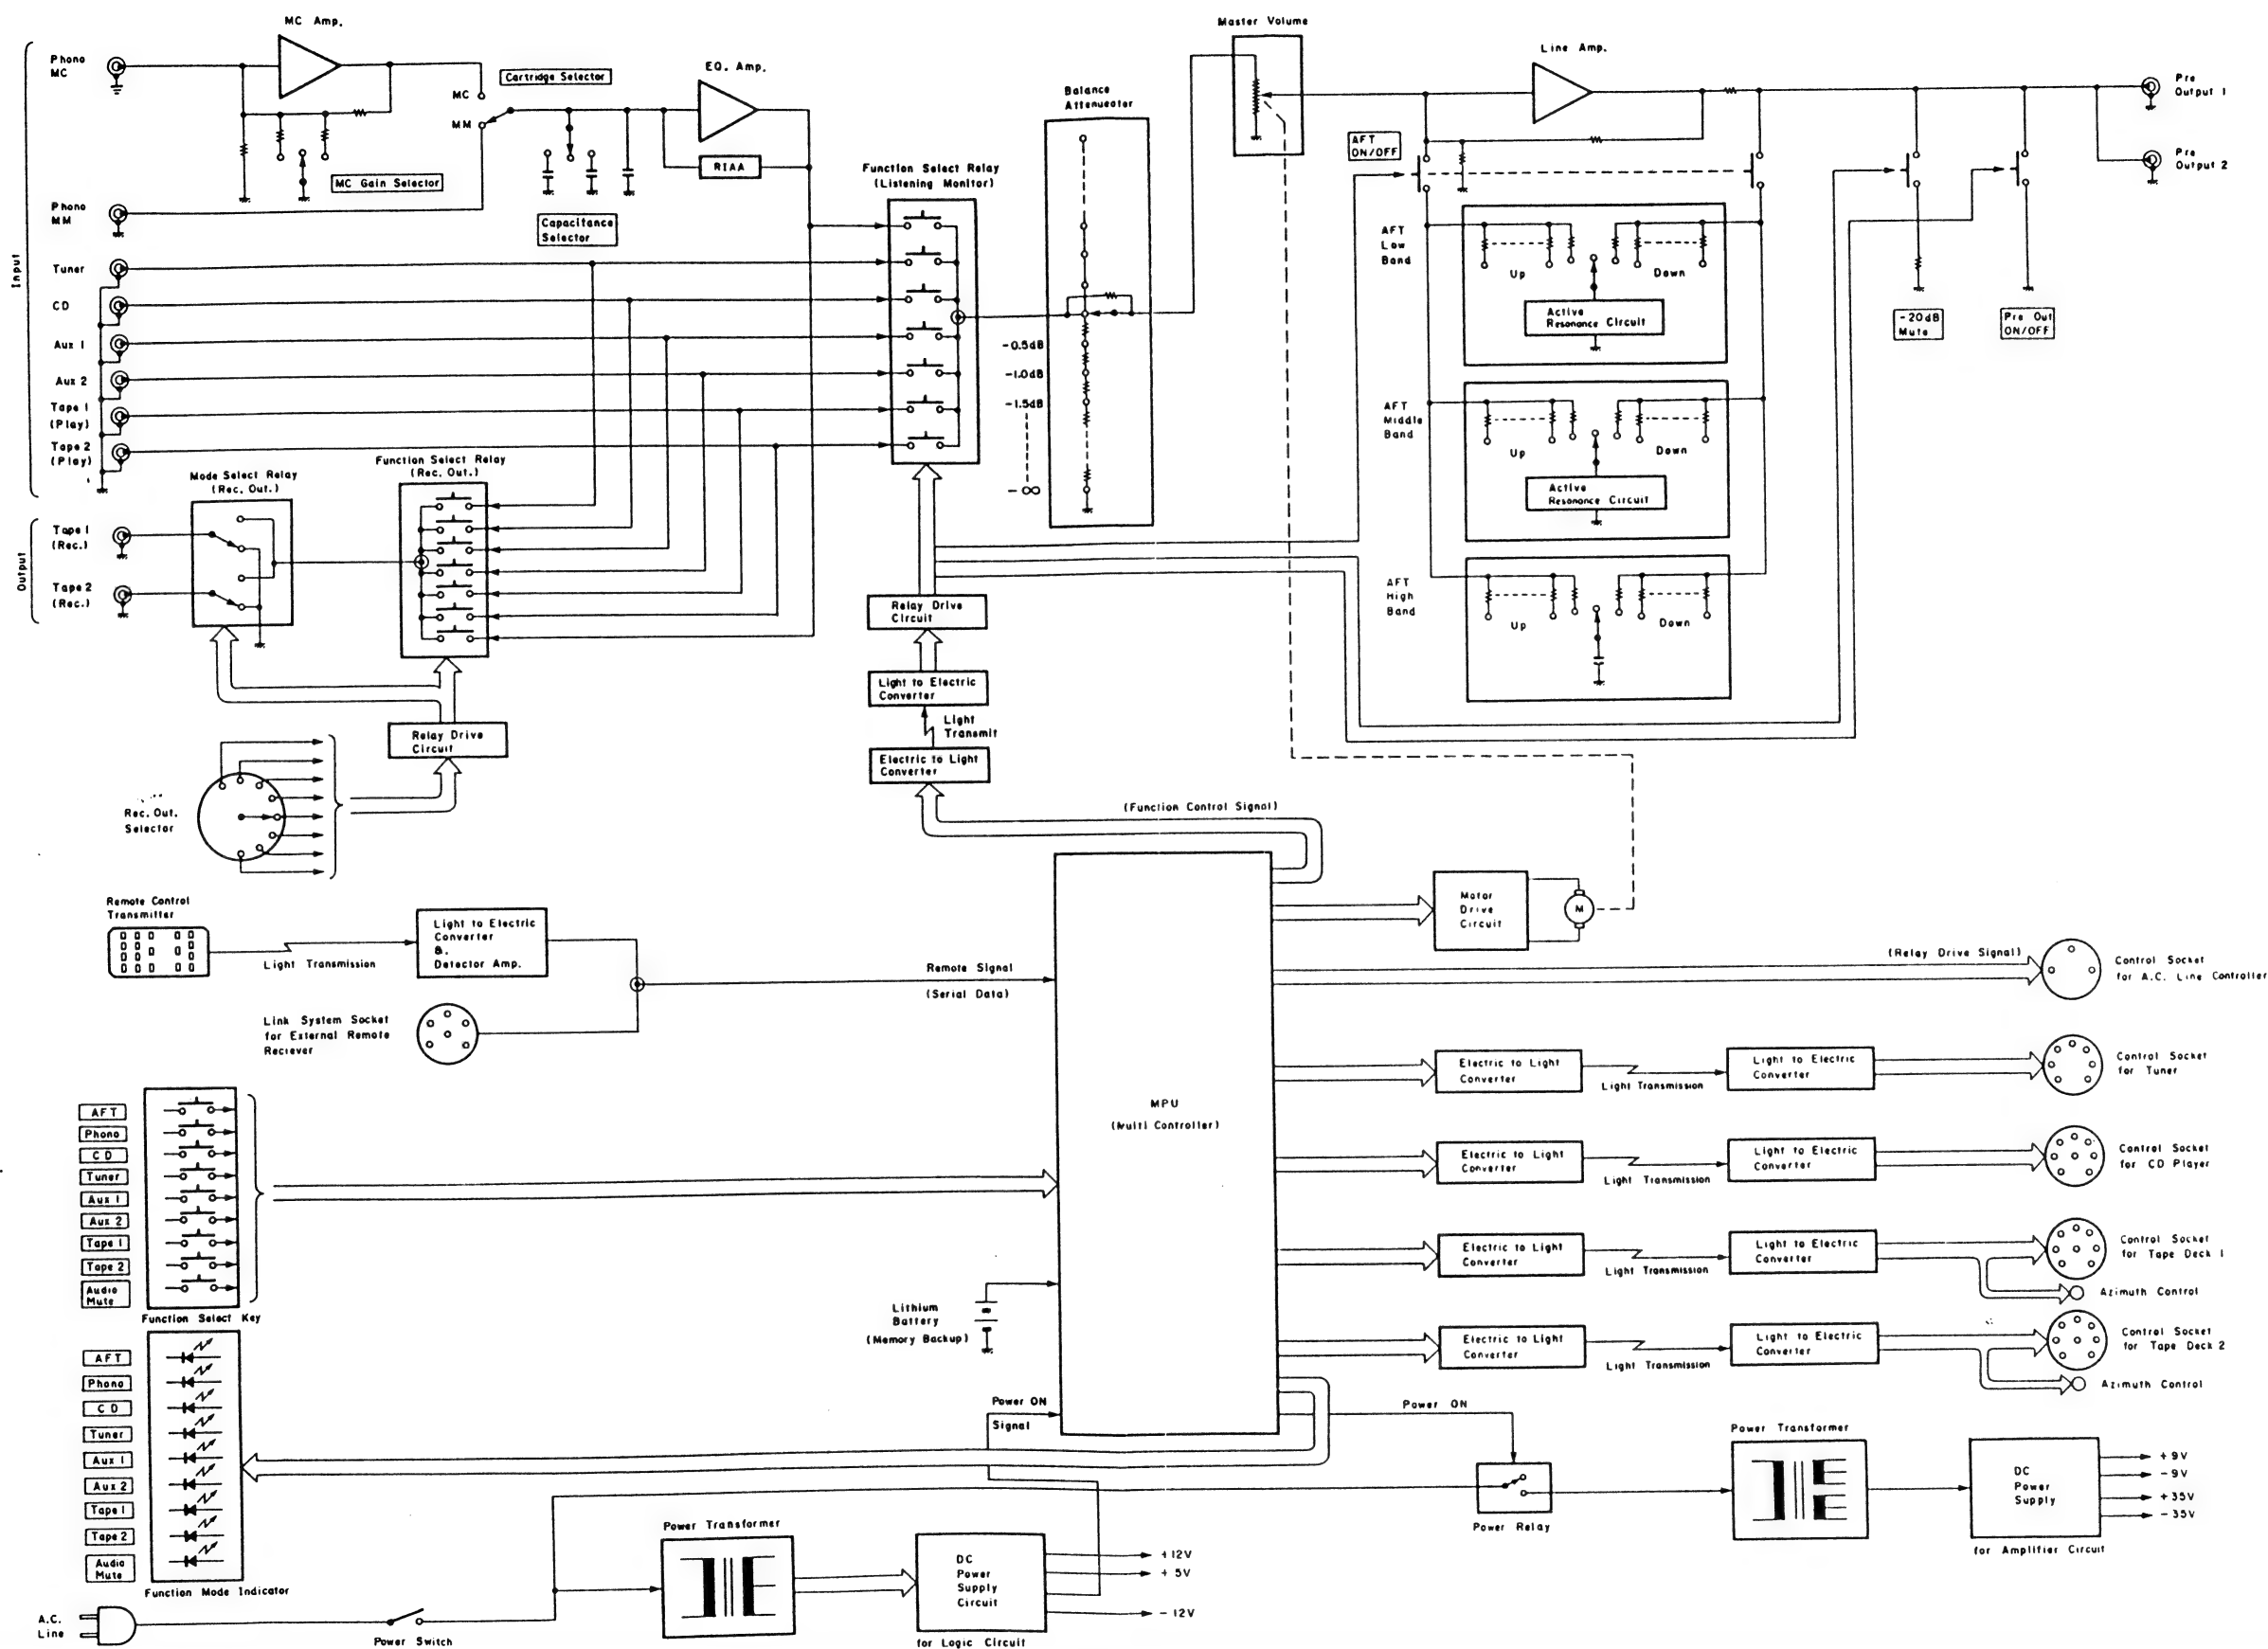 MC Amp.
Master Volume
Line Amp.
Input
Phono
MC
Cartridge Selector
EQ. Amp.
MC
MM
RIAA
MC Gain Selector
Capacitance
Selector
Phono
MM
Tuner
CD
Aux 1
Aux 2
Tape 1
(Play)
Tape 2
(Play)
Function Select Relay
(Listening Monitor)
Balance
Attenueator
-0.5dB
-1.0dB
-1.5dB
-∞
AFT
ON/OFF
Pre
Output 1
Pre
Output 2
AFT
Low
Band
Up
Down
Active
Resonance Circuit
-20dB
Mute
Pre Out
ON/OFF
AFT
Middle
Band
Up
Down
Active
Resonance Circuit
AFT
High
Band
Up
Down
Mode Select Relay
(Rec. Out.)
Function Select Relay
(Rec. Out.)
Output
Tape 1
(Rec.)
Tape 2
(Rec.)
Relay Drive
Circuit
Light to Electric
Converter
Light
Transmit
Electric to Light
Converter
Relay Drive
Circuit
Rec. Out.
Selector
(Function Control Signal)
Remote Control
Transmitter
Light Transmission
Light to Electric
Converter
&.
Detector Amp.
Remote Signal
(Serial Data)
Link System Socket
for External Remote
Reciever
MPU
(Multi Controller)
Motor
Drive
Circuit
M
(Relay Drive Signal)
Control Socket
for A.C. Line Controller
Electric to Light
Converter
Light Transmission
Light to Electric
Converter
Control Socket
for Tuner
Electric to Light
Converter
Light Transmission
Light to Electric
Converter
Control Socket
for CD Player
Electric to Light
Converter
Light Transmission
Light to Electric
Converter
Control Socket
for Tape Deck 1
Azimuth Control
Electric to Light
Converter
Light Transmission
Light to Electric
Converter
Control Socket
for Tape Deck 2
Azimuth Control
AFT
Phono
CD
Tuner
Aux 1
Aux 2
Tape 1
Tape 2
Audio
Mute
Function Select Key
Lithium
Battery
(Memory Backup)
Power ON
Signal
Power ON
AFT
Phono
CD
Tuner
Aux 1
Aux 2
Tape 1
Tape 2
Audio
Mute
Function Mode Indicator
Power Relay
Power Transformer
DC
Power
Supply
+9V
-9V
+35V
-35V
for Amplifier Circuit
Power Transformer
DC
Power
Supply
Circuit
+12V
+5V
-12V
for Logic Circuit
A.C.
Line
Power Switch